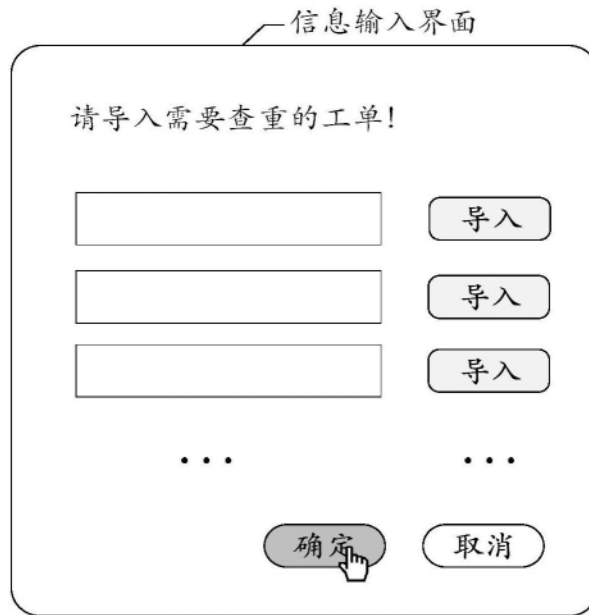 信息输入界面
请导入需要查重的工单!
导入
导入
导入
... ...
确定 取消